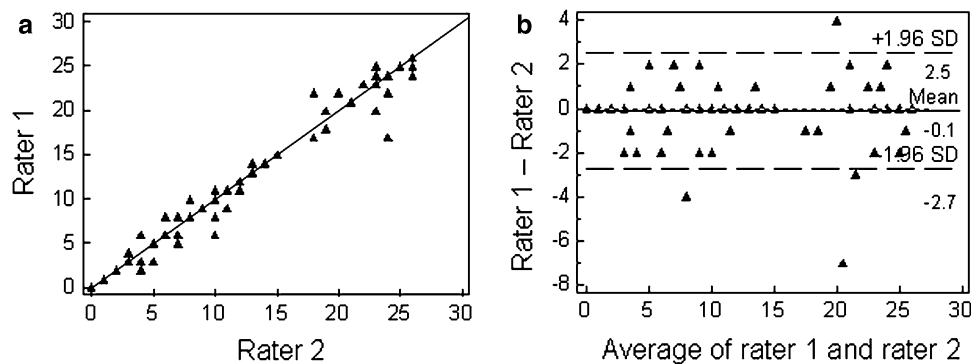 a
30
25
20
15
10
5
0
Rater 1
0 5 10 15 20 25 30
Rater 2
b
4
2
0
-2
-4
-6
-8
Rater 1 – Rater 2
+1.96 SD
2.5
Mean
-0.1
-1.96 SD
-2.7
0 5 10 15 20 25 30
Average of rater 1 and rater 2